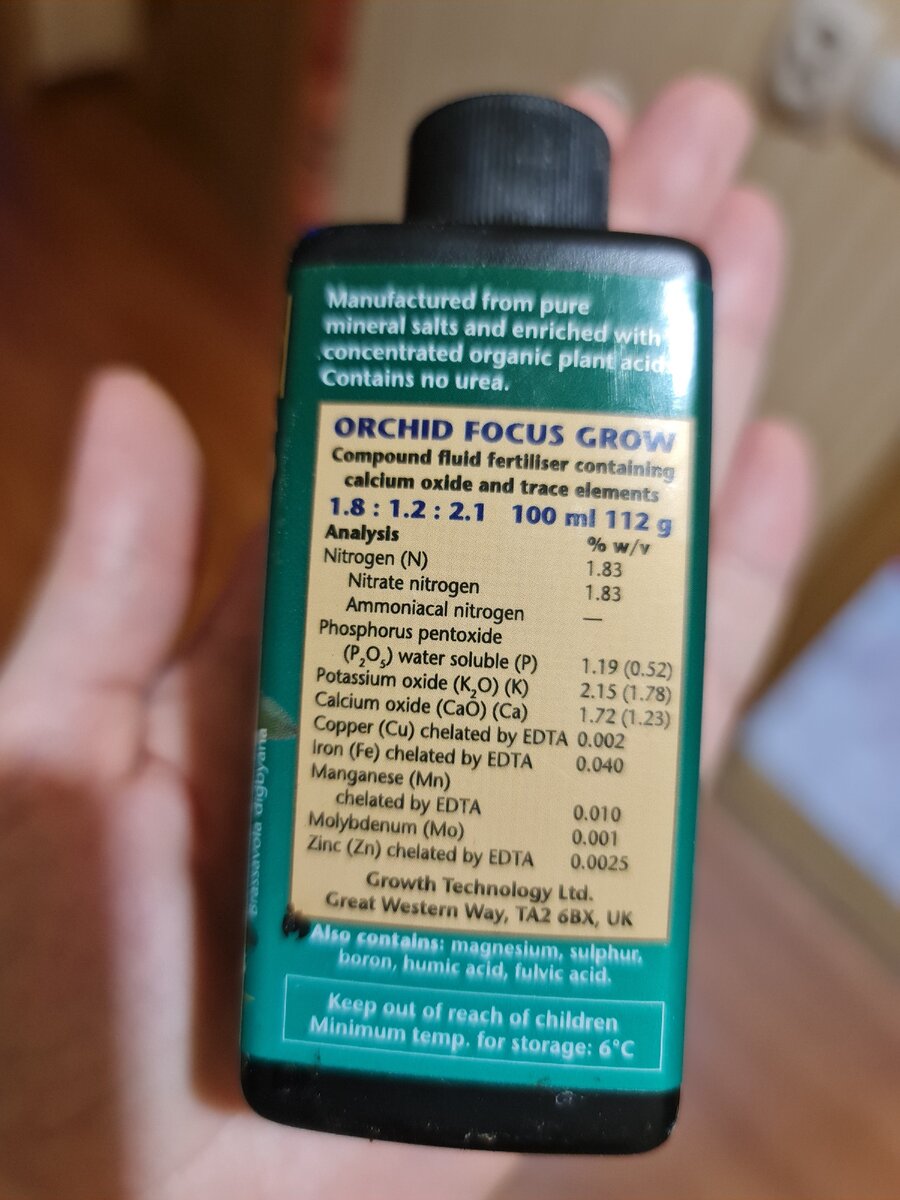 Manufactured from pure
mineral salts and enriched with
concentrated organic plant acid
Contains no urea.
ORCHID FOCUS GROW
Compound fluid fertiliser containing
calcium oxide and trace elements
1.8 : 1.2 : 2.1 100 ml 112 g
Analysis % w/v
Nitrogen (N) 1.83
Nitrate nitrogen 1.83
Ammoniacal nitrogen —
Phosphorus pentoxide
(P₂O₅) water soluble (P) 1.19 (0.52)
Potassium oxide (K₂O) (K) 2.15 (1.78)
Calcium oxide (CaO) (Ca) 1.72 (1.23)
Copper (Cu) chelated by EDTA 0.002
Iron (Fe) chelated by EDTA 0.040
Manganese (Mn)
chelated by EDTA 0.010
Molybdenum (Mo) 0.001
Zinc (Zn) chelated by EDTA 0.0025
Growth Technology Ltd.
Great Western Way, TA2 6BX, UK
Also contains: magnesium, sulphur,
boron, humic acid, fulvic acid.
Keep out of reach of children
Minimum temp. for storage: 6°C
Brassavola digbyana